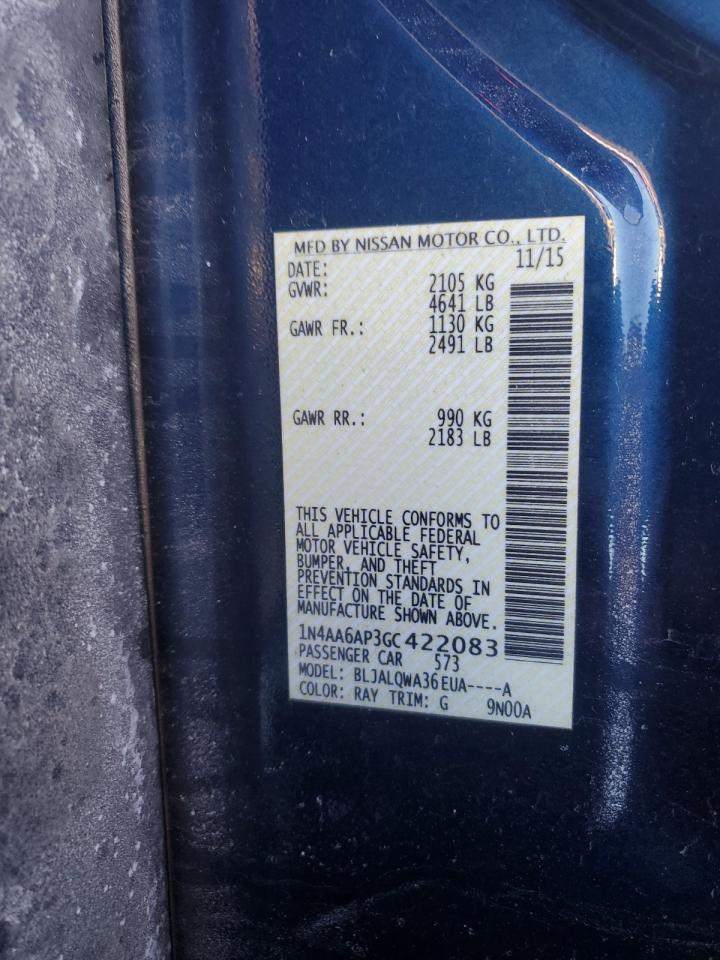 MFD BY NISSAN MOTOR CO., LTD.
DATE: 11/15
GVWR: 2105 KG
4641 LB
GAWR FR.: 1130 KG
2491 LB
GAWR RR.: 990 KG
2183 LB
THIS VEHICLE CONFORMS TO
ALL APPLICABLE FEDERAL
MOTOR VEHICLE SAFETY,
BUMPER, AND THEFT
PREVENTION STANDARDS IN
EFFECT ON THE DATE OF
MANUFACTURE SHOWN ABOVE.
1N4AA6AP3GC422083
PASSENGER CAR 573
MODEL: BLJALQWA36EUA----A
COLOR: RAY TRIM: G 9N00A